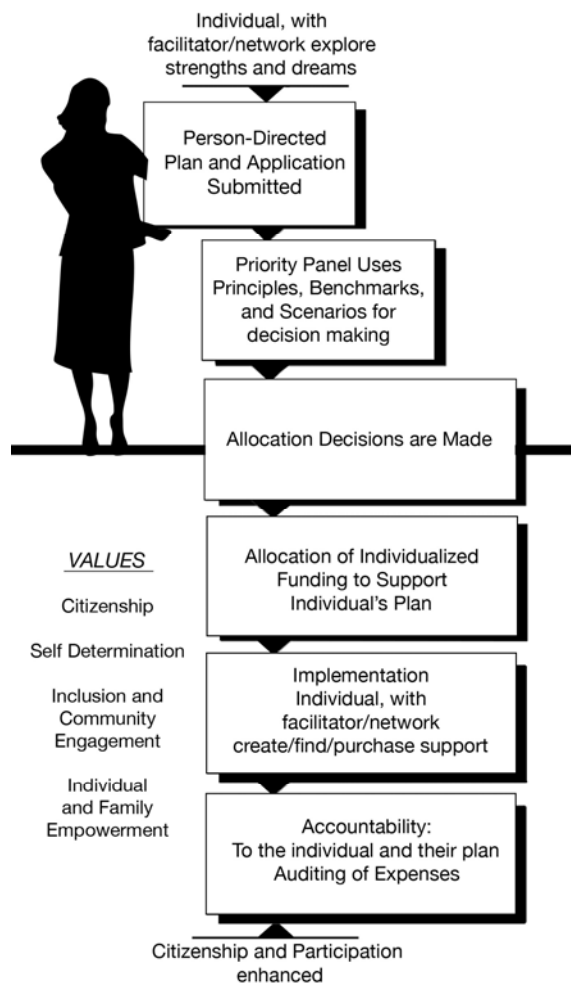 Individual, with
facilitator/network explore
strengths and dreams
Person-Directed
Plan and Application
Submitted
Priority Panel Uses
Principles, Benchmarks,
and Scenarios for
decision making
Allocation Decisions are Made
Allocation of Individualized
Funding to Support
Individual's Plan
Implementation
Individual, with
facilitator/network
create/find/purchase support
Accountability:
To the individual and their plan
Auditing of Expenses
Citizenship and Participation
enhanced
VALUES
Citizenship
Self Determination
Inclusion and
Community
Engagement
Individual
and Family
Empowerment